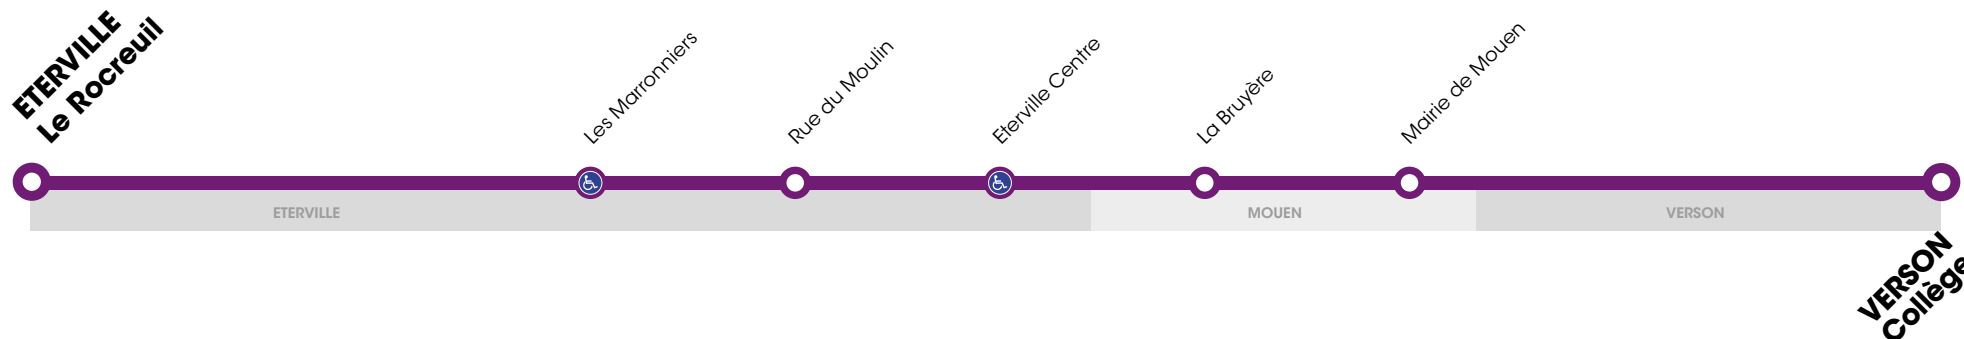 ETERVILLE
Le Rocreuil
Les Marronniers
Rue du Moulin
Eterville Centre
La Bruyère
Mairie de Mouen
ETERVILLE
MOUEN
VERSON
VERSON
Collège